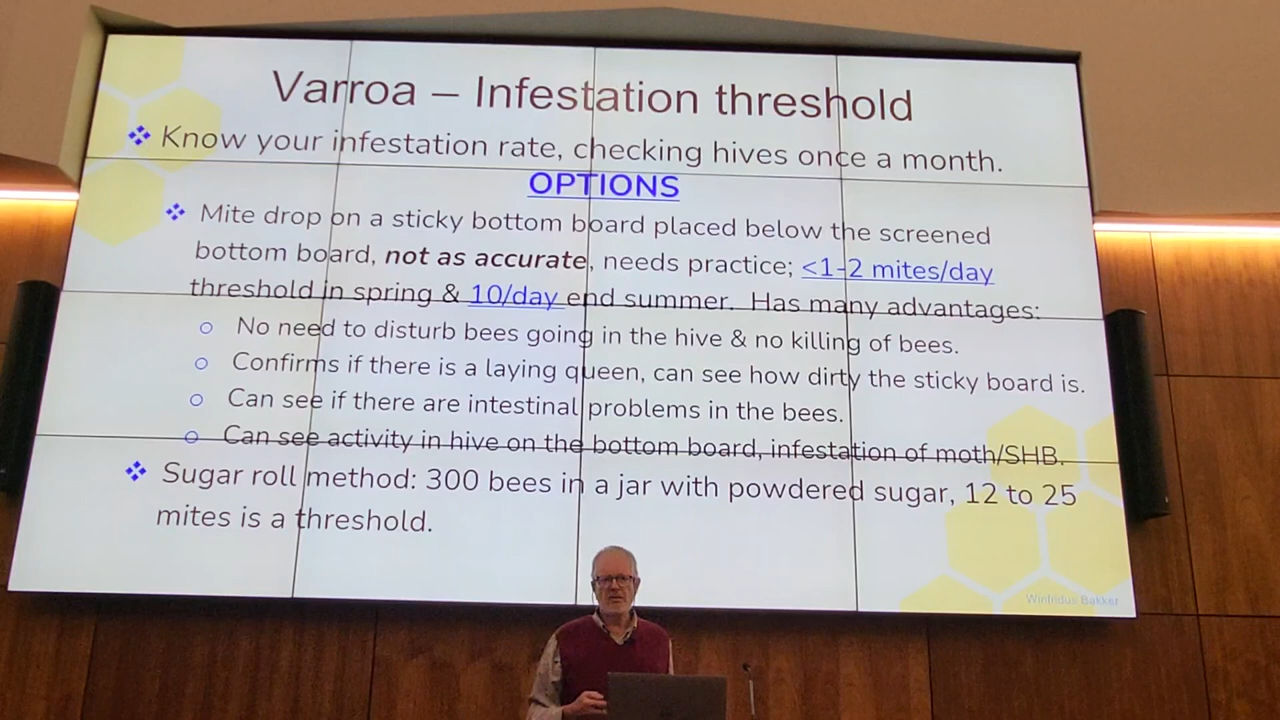 Varroa – Infestation threshold
❖ Know your infestation rate, checking hives once a month.
OPTIONS
❖ Mite drop on a sticky bottom board placed below the screened
bottom board, not as accurate, needs practice; <1-2 mites/day
threshold in spring & 10/day end summer. Has many advantages:
○ No need to disturb bees going in the hive & no killing of bees.
○ Confirms if there is a laying queen, can see how dirty the sticky board is.
○ Can see if there are intestinal problems in the bees.
○ Can see activity in hive on the bottom board, infestation of moth/SHB.
❖ Sugar roll method: 300 bees in a jar with powdered sugar, 12 to 25
mites is a threshold.
Winfridus Bakker